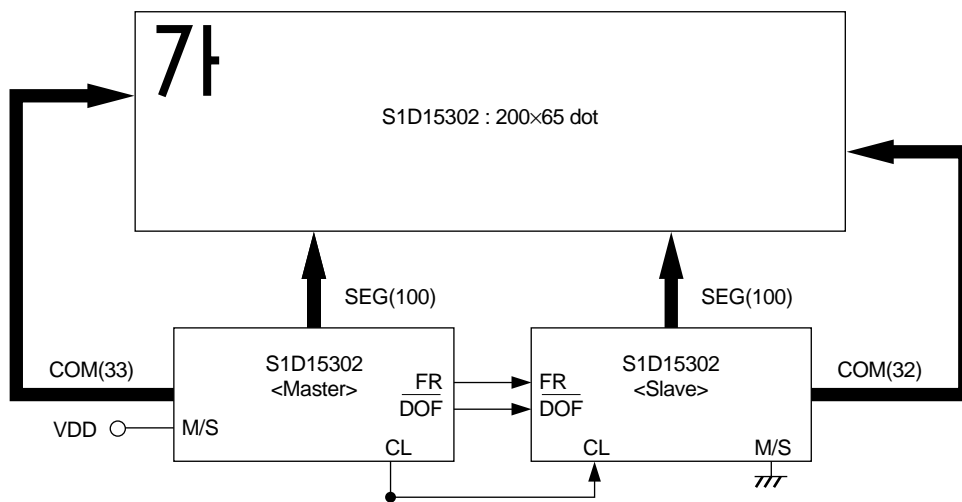 가
S1D15302 : 200×65 dot
SEG(100)
SEG(100)
COM(33)
S1D15302
<Master>
FR
DOF
M/S
CL
VDD
S1D15302
<Slave>
FR
DOF
CL
M/S
COM(32)